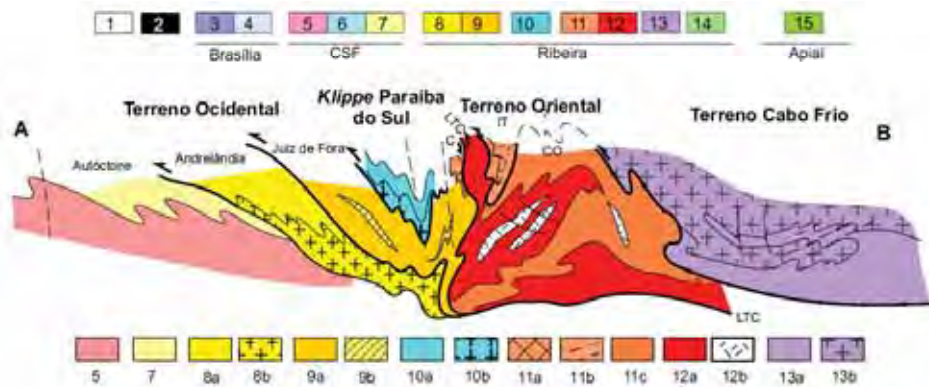 1 2 3 4 5 6 7 8 9 10 11 12 13 14 15
Brasília CSF Ribeira Apiaí
Klippe Paraíba do Sul
Terreno Ocidental
Terreno Oriental
Terreno Cabo Frio
A
B
LTC
IT
CO
Autóctone
Andrelândia
Juiz de Fora
LTC
5 7 8a 8b 9a 9b 10a 10b 11a 11b 11c 12a 12b 13a 13b